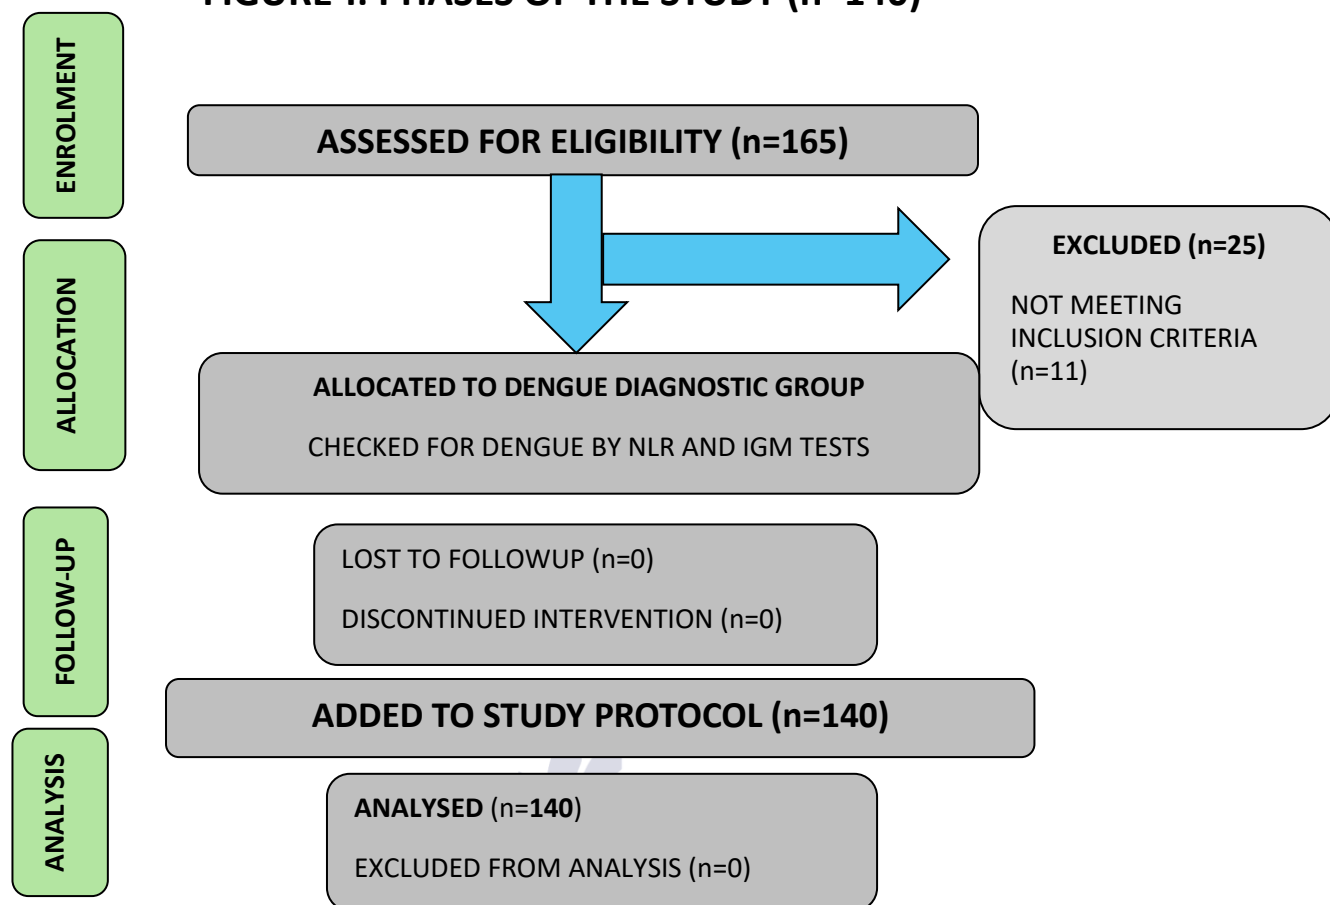 ENROLMENT
ASSESSED FOR ELIGIBILITY (n=165)
EXCLUDED (n=25)
NOT MEETING
INCLUSION CRITERIA
(n=11)
ALLOCATION
ALLOCATED TO DENGUE DIAGNOSTIC GROUP
CHECKED FOR DENGUE BY NLR AND IGM TESTS
FOLLOW-UP
LOST TO FOLLOWUP (n=0)
DISCONTINUED INTERVENTION (n=0)
ADDED TO STUDY PROTOCOL (n=140)
ANALYSIS
ANALYSED (n=140)
EXCLUDED FROM ANALYSIS (n=0)